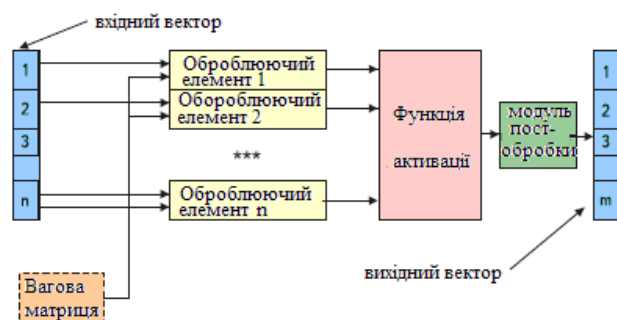 вхідний вектор
1
2
3
n
Оброблюючий
елемент 1
Обороблюючий
елемент 2
***
Оброблюючий
елемент n
Вагова
матриця
Функція
активації
модуль
пост-
обробки
1
2
3
m
вихідний вектор